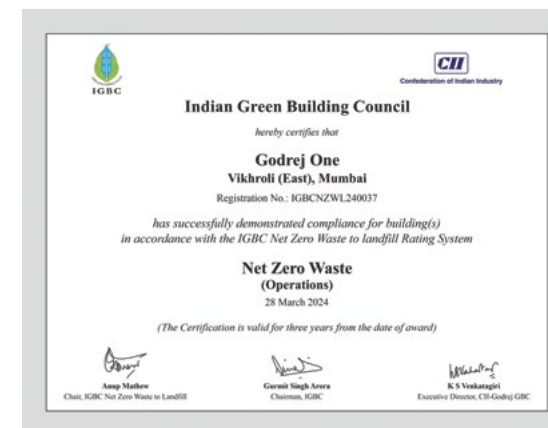 IGBC
CII
Confederation of Indian Industry
Indian Green Building Council
hereby certifies that
Godrej One
Vikhroli (East), Mumbai
Registration No.: IGBCNZWL240037
has successfully demonstrated compliance for building(s)
in accordance with the IGBC Net Zero Waste to landfill Rating System
Net Zero Waste
(Operations)
28 March 2024
(The Certification is valid for three years from the date of award)
Anup Mathew
Chair, IGBC Net Zero Waste to Landfill
Gurmit Singh Arora
Chairman, IGBC
K S Venkatagiri
Executive Director, CII-Godrej GBC